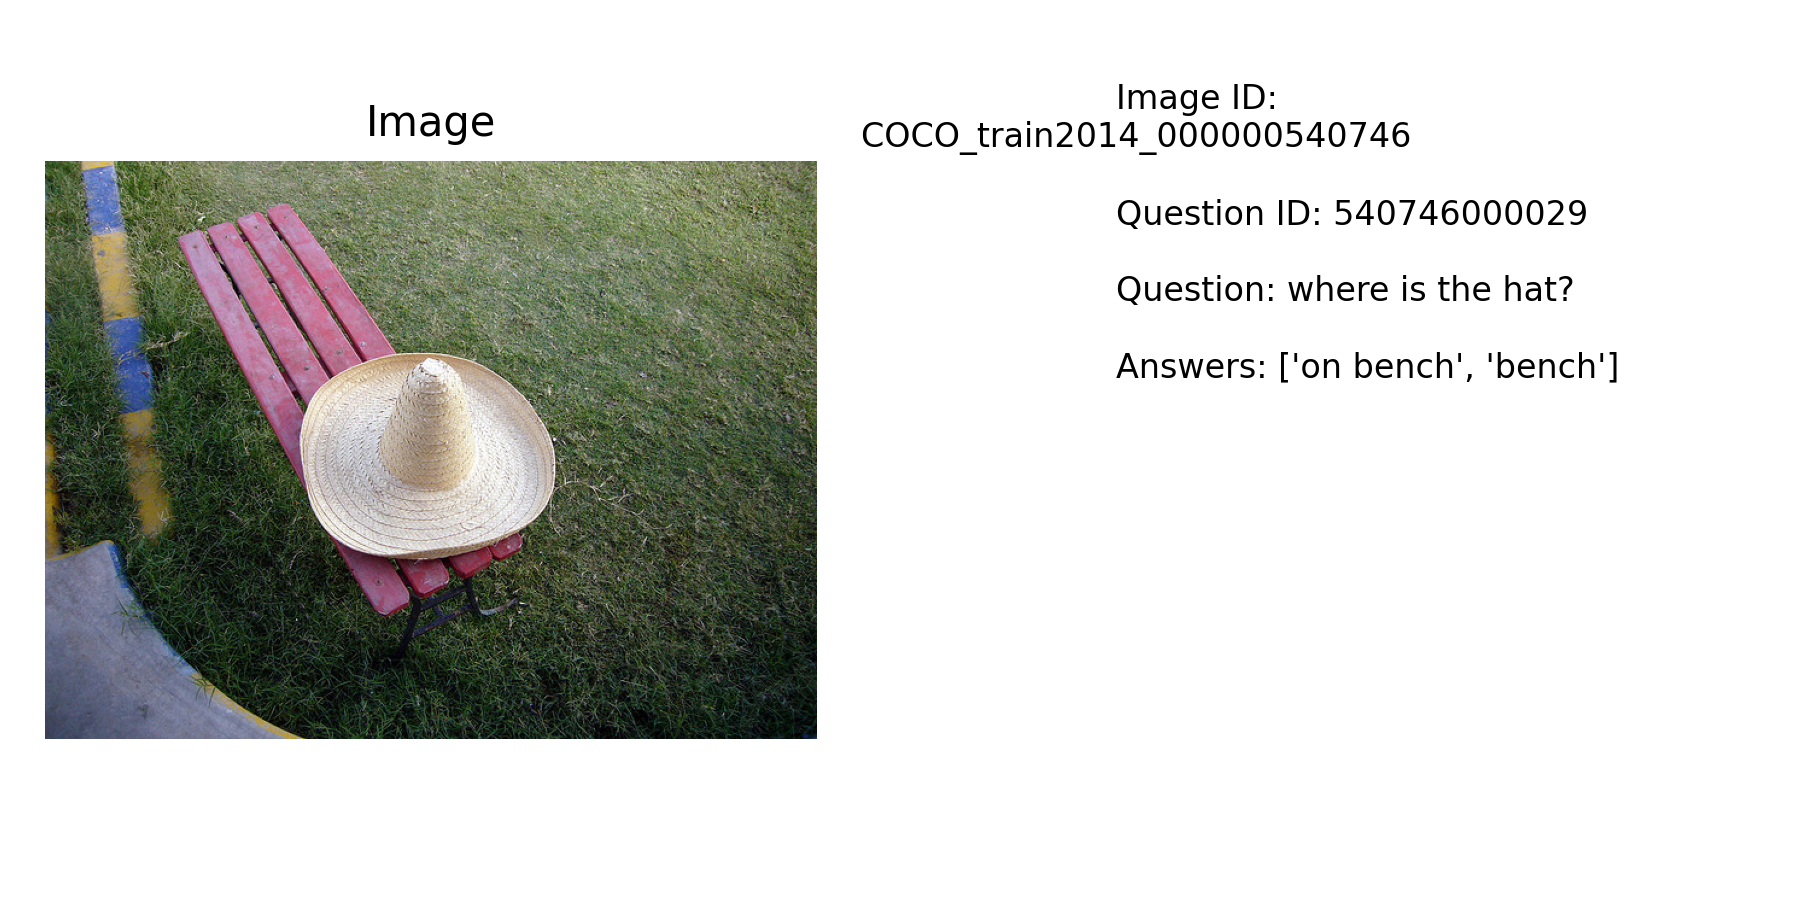 Image
Image ID:
COCO_train2014_000000540746
Question ID: 540746000029
Question: where is the hat?
Answers: ['on bench', 'bench']